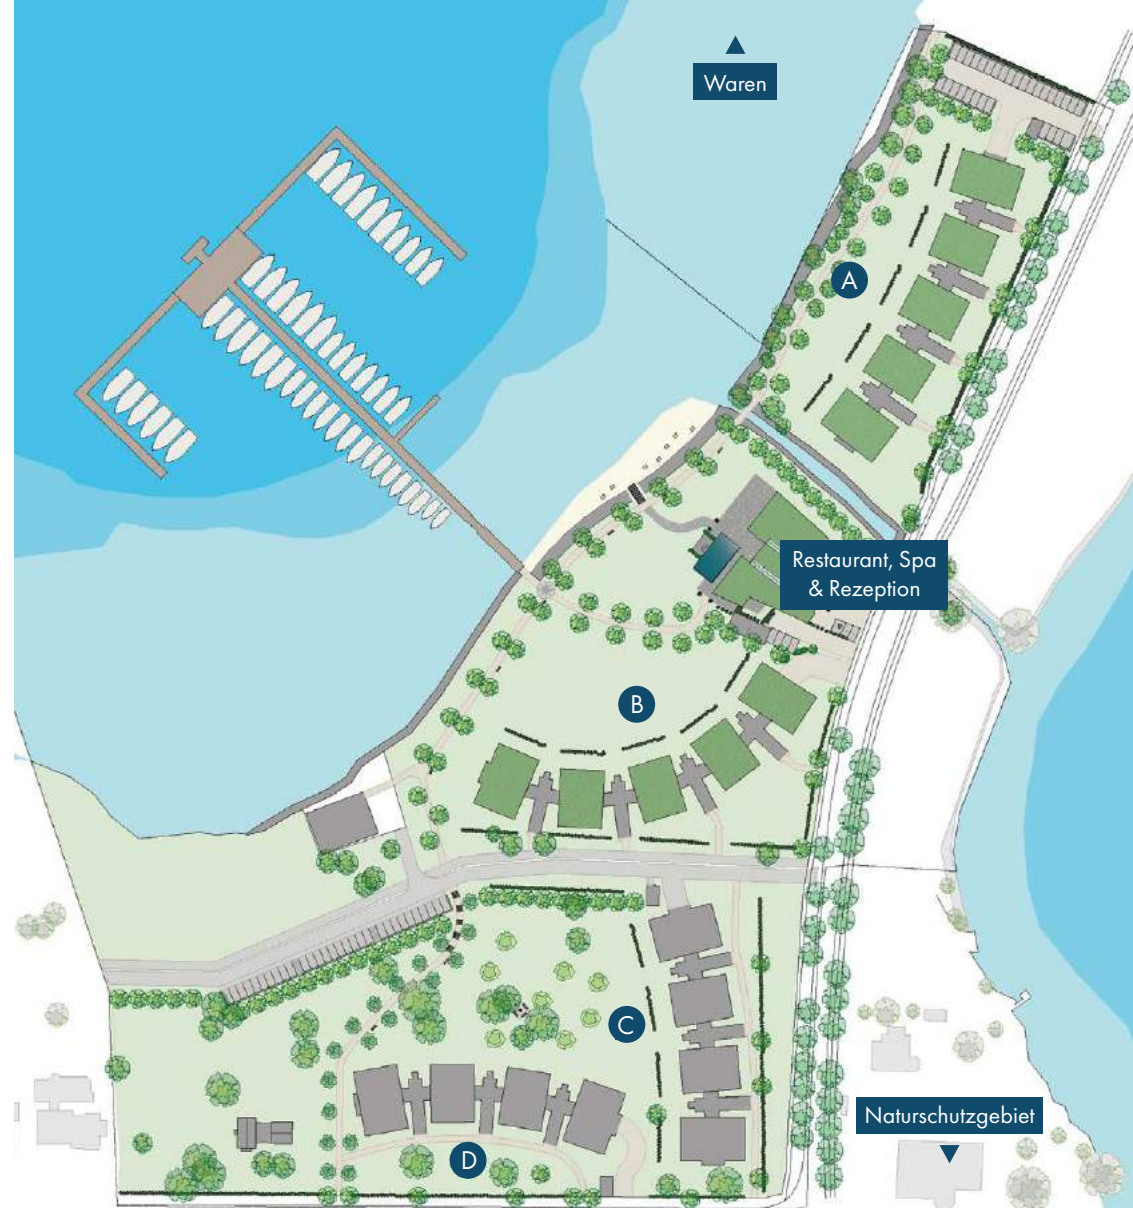 Waren
A
Restaurant, Spa
& Rezeption
B
C
Naturschutzgebiet
D